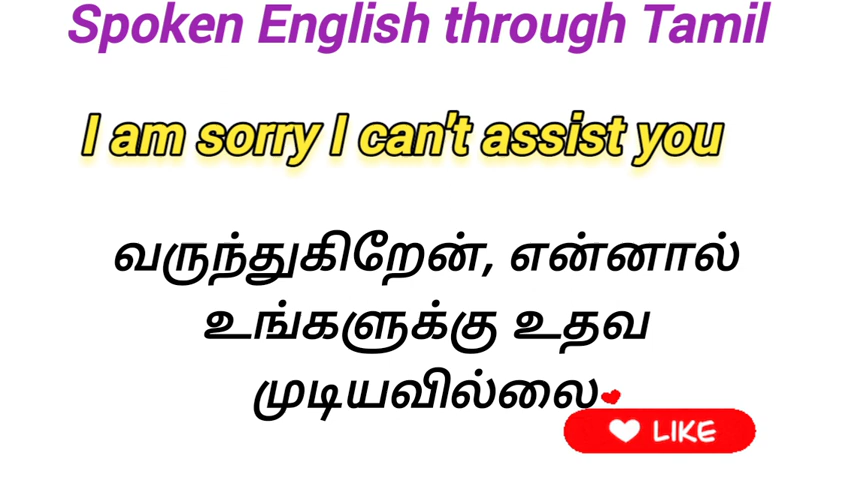 Spoken English through Tamil
I am sorry I can't assist you
வருந்துகிறேன், என்னால்
உங்களுக்கு உதவ
முடியவில்லை
LIKE